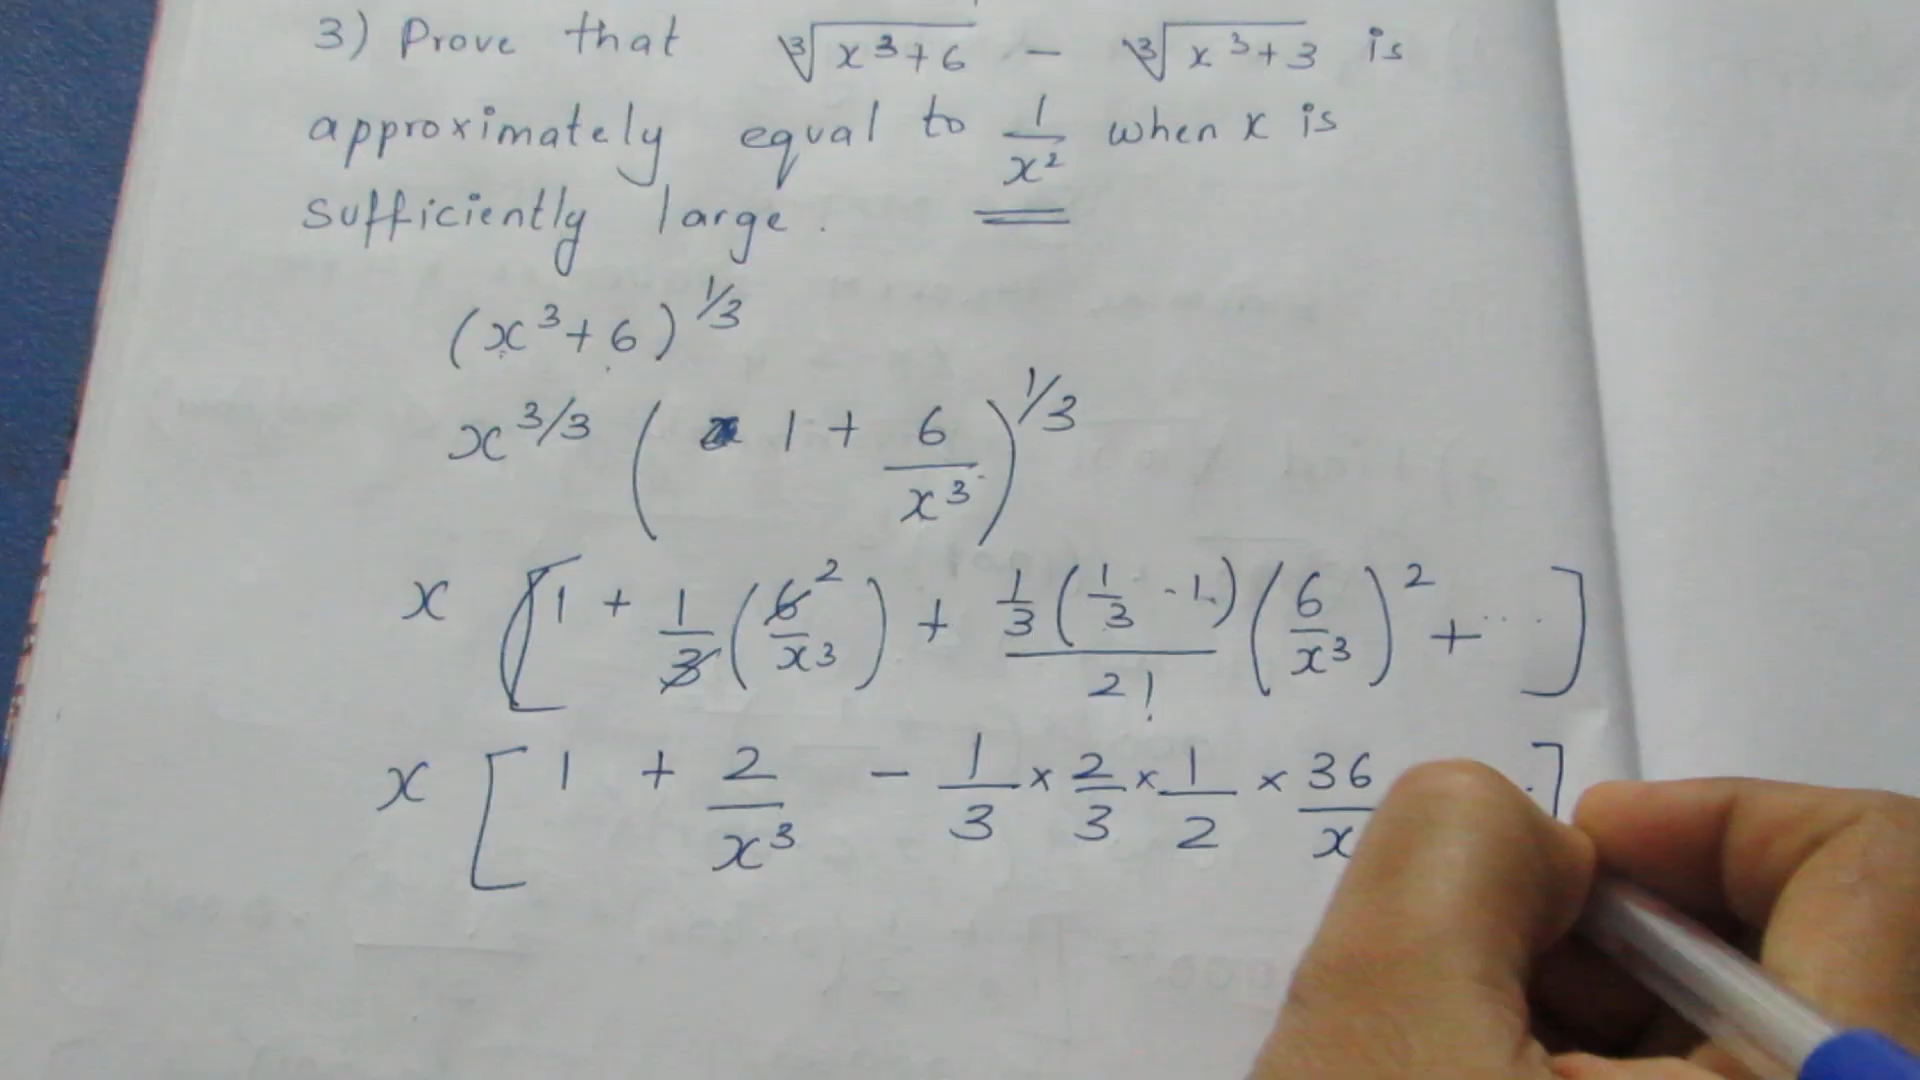 3) Prove that ∛(x³+6) - ∛(x³+3) is
approximately equal to 1/x² when x is
sufficiently large.
(x³+6)^1/3
x^3/3 ( 1 + 6/x³ )^1/3
x [ 1 + 1/3 (6/x³)² + 1/3 (1/3 - 1)/2! (6/x³)² + ... ]
x [ 1 + 2/x³ - 1/3 × 2/3 × 1/2 × 36/x ]